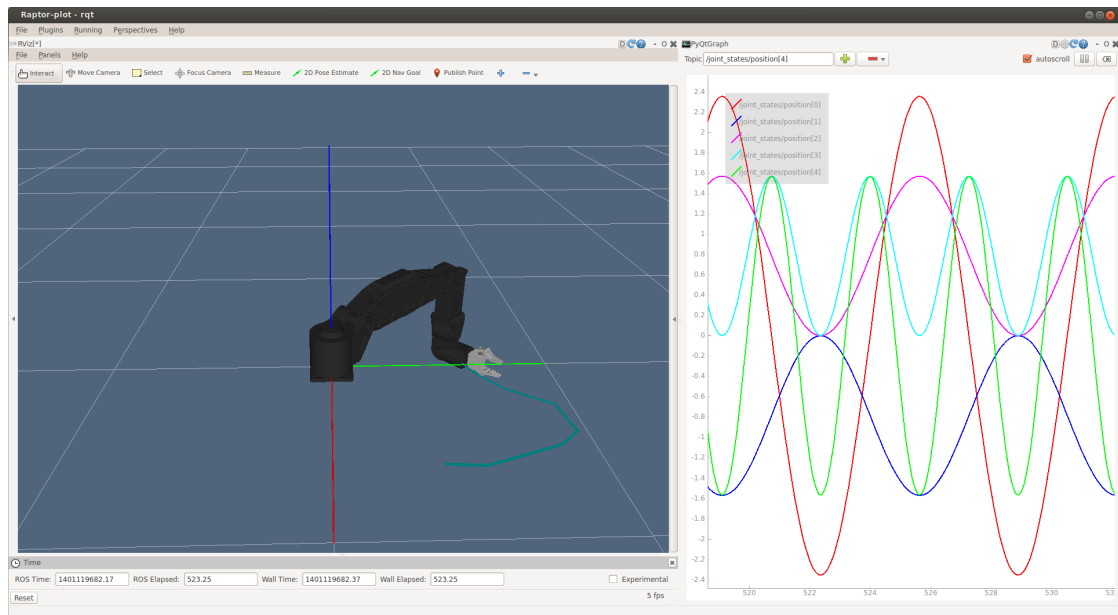 Raptor-plot - rqt
File Plugins Running Perspectives Help
RViz[*]
D
- O
File Panels Help
Interact Move Camera Select Focus Camera Measure 2D Pose Estimate 2D Nav Goal Publish Point
PyQtGraph
D
- O
Topic /joint_states/position[4] autoscroll
/joint_states/position[0]
/joint_states/position[1]
/joint_states/position[2]
/joint_states/position[3]
/joint_states/position[4]
2.4
2.2
2
1.8
1.6
1.4
1.2
1
0.8
0.6
0.4
0.2
0
-0.2
-0.4
-0.6
-0.8
-1
-1.2
-1.4
-1.6
-1.8
-2
-2.2
-2.4
520 522 524 526 528 530
Time
ROS Time: 1401119682.17 ROS Elapsed: 523.25 Wall Time: 1401119682.37 Wall Elapsed: 523.25 Experimental
Reset 5 fps